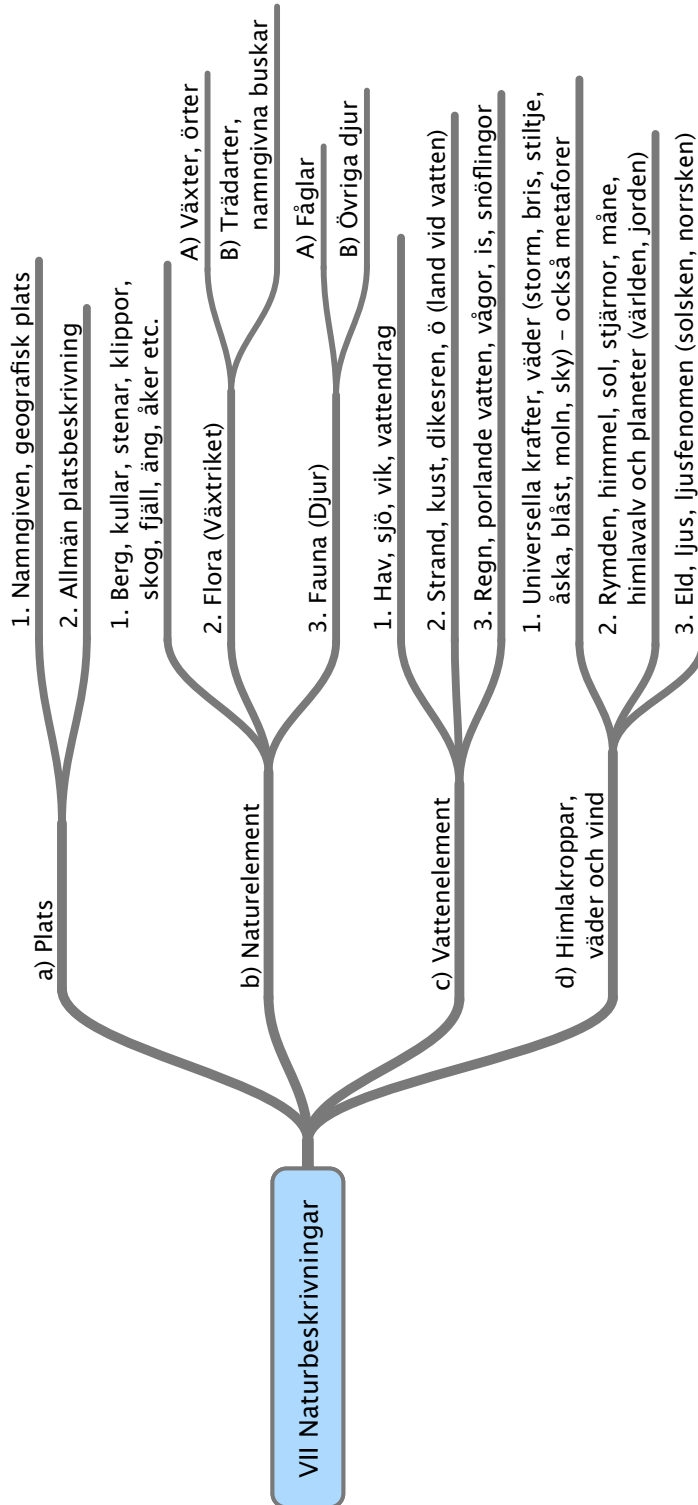 VII Naturbeskrivningar
a) Plats
1. Namngiven, geografisk plats
2. Allmän platsbeskrivning
b) Naturelement
1. Berg, kullar, stenar, klippor,
skog, fjäll, äng, åker etc.
2. Flora (Växtriket)
A) Växter, örter
B) Trädarter,
namngivna buskar
3. Fauna (Djur)
A) Fåglar
B) Övriga djur
c) Vattenelement
1. Hav, sjö, vik, vattendrag
2. Strand, kust, dikesren, ö (land vid vatten)
3. Regn, porlande vatten, vågor, is, snöflingor
d) Himlakroppar,
väder och vind
1. Universella krafter, väder (storm, bris, stiltje,
åska, blåst, moln, sky) – också metaforer
2. Rymden, himmel, sol, stjärnor, måne,
himlavalv och planeter (världen, jorden)
3. Eld, ljus, ljusfenomen (solsken, norrsken)